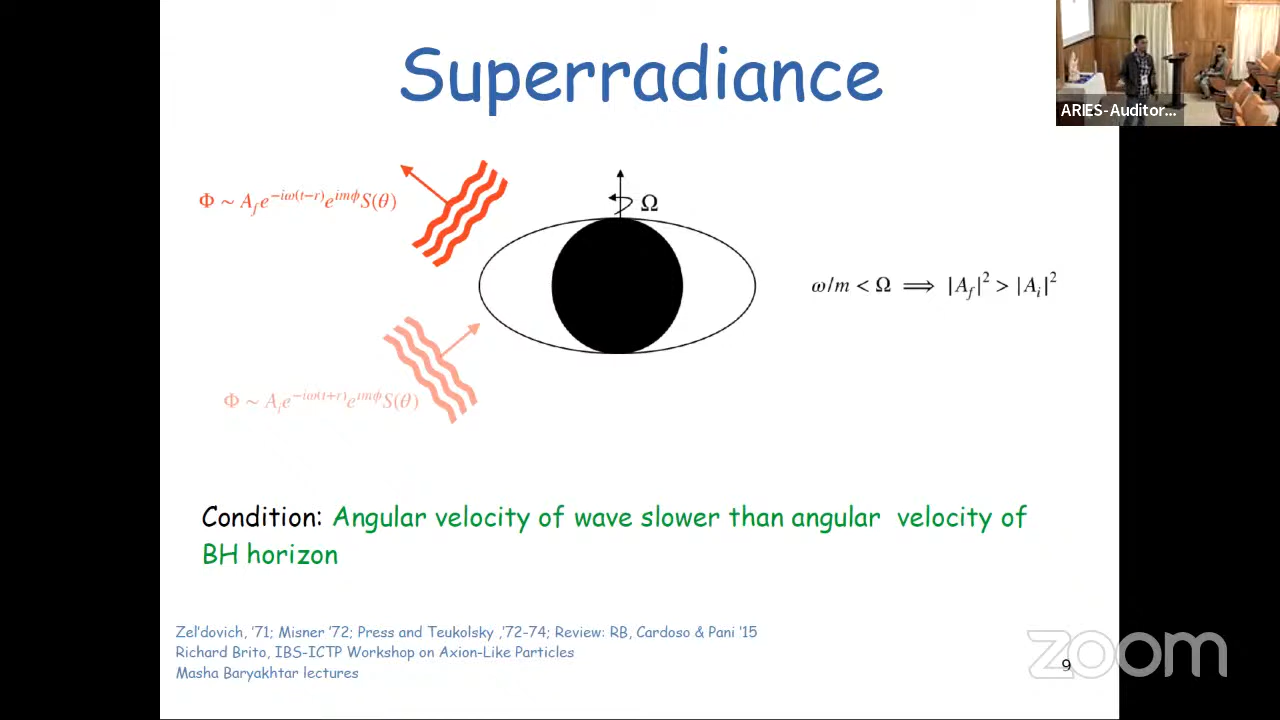 Superradiance
ARIES-Auditor...
Φ ~ A_f e^{-iω(t-r)} e^{imϕ} S(θ)
Ω
ω/m < Ω ⟹ |A_f|² > |A_i|²
Φ ~ A_i e^{-iω(t+r)} e^{imϕ} S(θ)
Condition: Angular velocity of wave slower than angular velocity of
BH horizon
Zel'dovich, '71; Misner '72; Press and Teukolsky ,'72-74; Review: RB, Cardoso & Pani '15
Richard Brito, IBS-ICTP Workshop on Axion-Like Particles
Masha Baryakhtar lectures
zoom
9